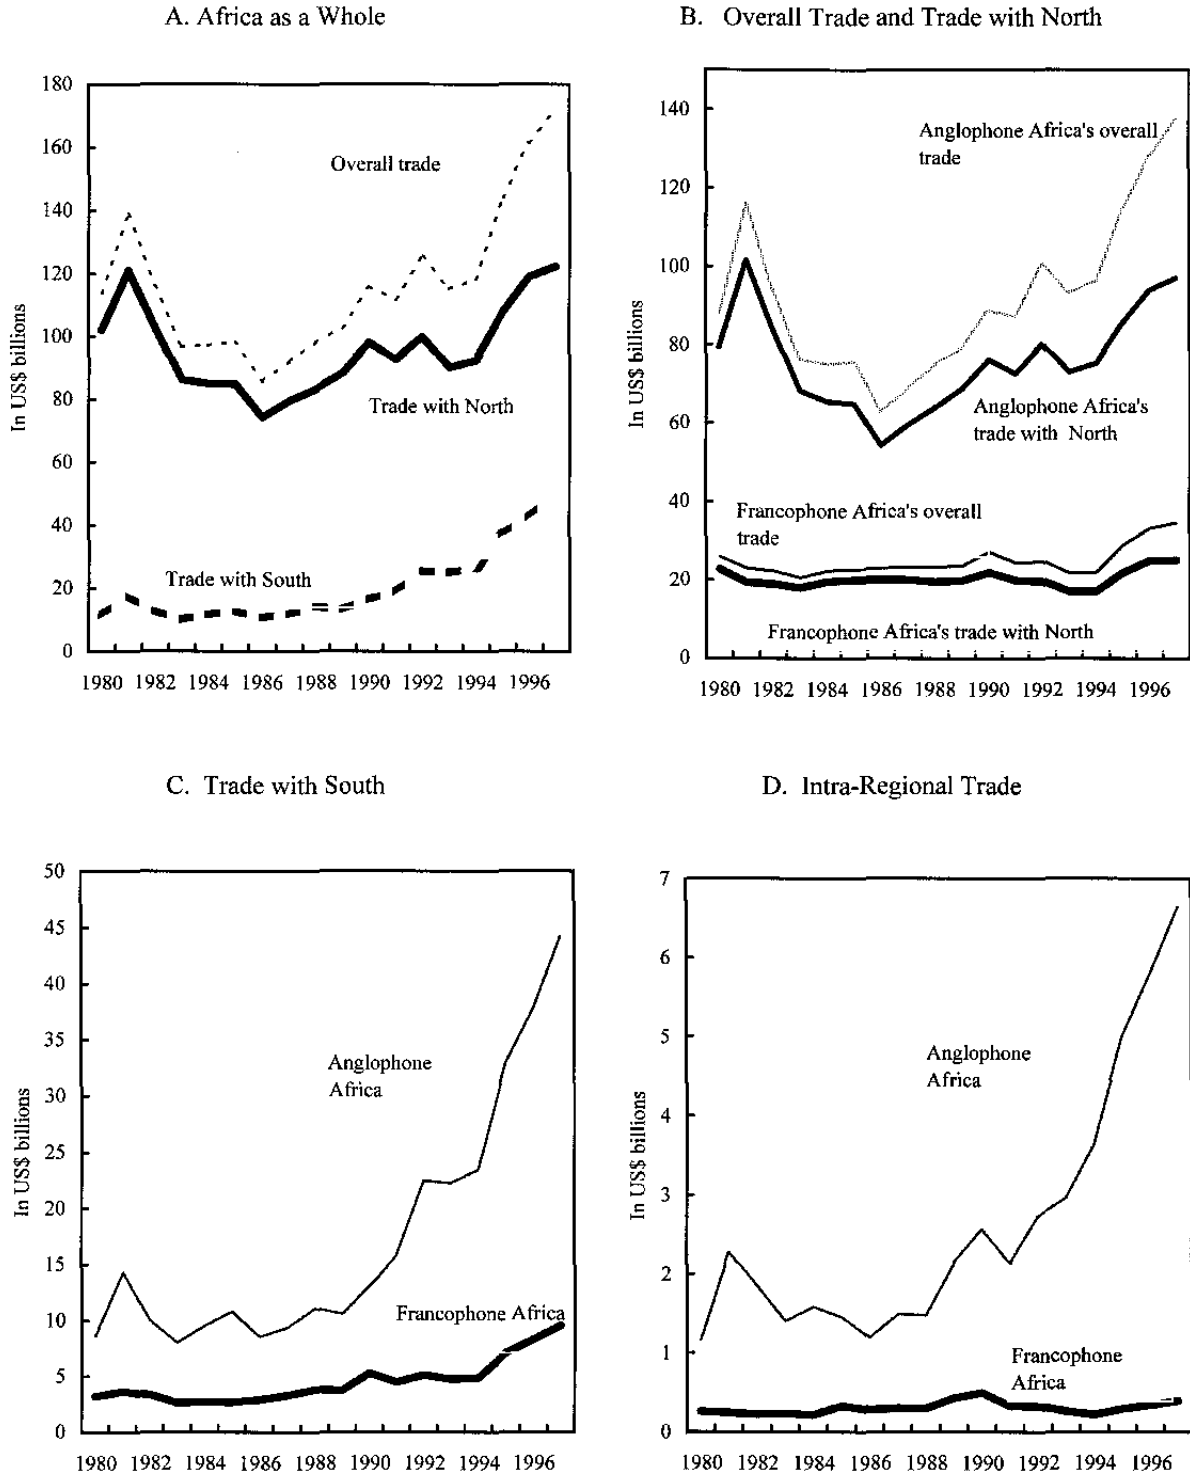 A. Africa as a Whole
180
160
140
120
100
80
60
40
20
0
In US$ billions
Overall trade
Trade with North
Trade with South
1980 1982 1984 1986 1988 1990 1992 1994 1996
B. Overall Trade and Trade with North
140
120
100
80
60
40
20
0
In US$ billions
Anglophone Africa's overall
trade
Anglophone Africa's
trade with North
Francophone Africa's overall
trade
Francophone Africa's trade with North
1980 1982 1984 1986 1988 1990 1992 1994 1996
C. Trade with South
50
45
40
35
30
25
20
15
10
5
0
In US$ billions
Anglophone
Africa
Francophone Africa
1980 1982 1984 1986 1988 1990 1992 1994 1996
D. Intra-Regional Trade
7
6
5
4
3
2
1
0
In US$ billions
Anglophone
Africa
Francophone
Africa
1980 1982 1984 1986 1988 1990 1992 1994 1996